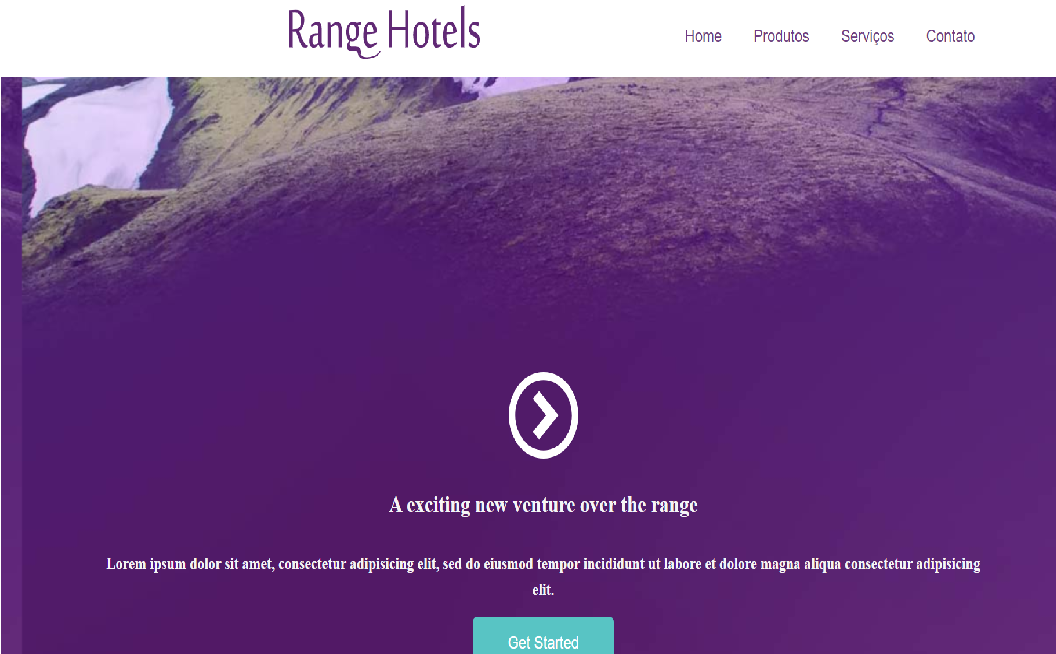 Range Hotels
Home Produtos Serviços Contato
A exciting new venture over the range
Lorem ipsum dolor sit amet, consectetur adipisicing elit, sed do eiusmod tempor incididunt ut labore et dolore magna aliqua consectetur adipisicing
elit.
Get Started